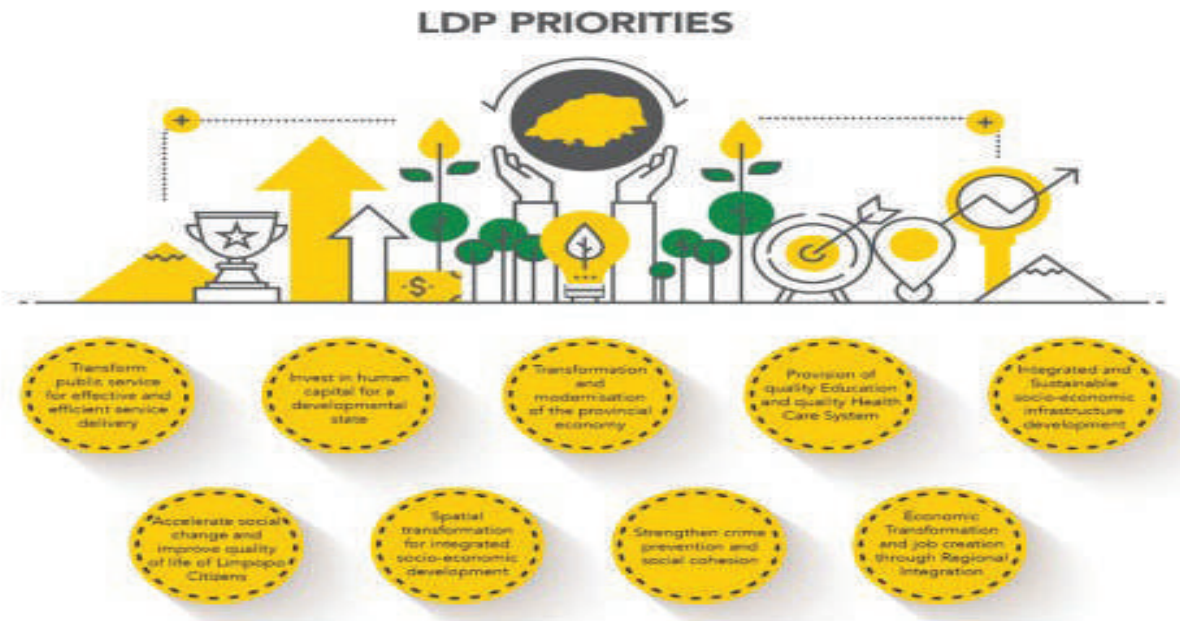 LDP PRIORITIES
$
Transform
public service
for effective and
efficient service
delivery
Invest in human
capital for a
developmental
state
Transformation
and
modernisation
of the provincial
economy
Provision of
quality Education
and quality Health
Care System
Integrated and
Sustainable
socio-economic
infrastructure
development
Accelerate social
change and
improve quality
of life of Limpopo
Citizens
Spatial
transformation
for integrated
socio-economic
development
Strengthen crime
prevention and
social cohesion
Economic
Transformation
and job creation
through Regional
Integration